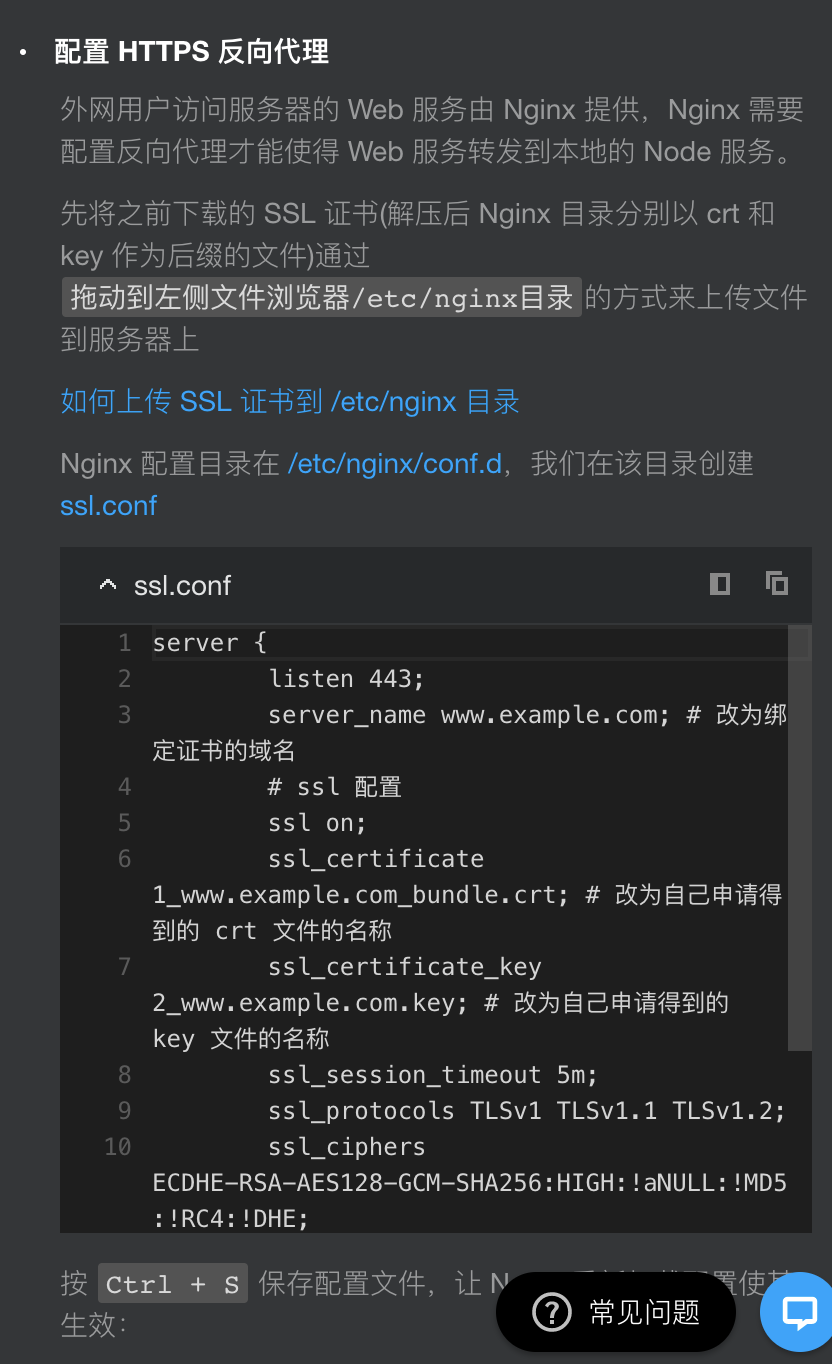 • 配置 HTTPS 反向代理
外网用户访问服务器的 Web 服务由 Nginx 提供，Nginx 需要
配置反向代理才能使得 Web 服务转发到本地的 Node 服务。
先将之前下载的 SSL 证书(解压后 Nginx 目录分别以 crt 和
key 作为后缀的文件)通过
拖动到左侧文件浏览器/etc/nginx目录 的方式来上传文件
到服务器上
如何上传 SSL 证书到 /etc/nginx 目录
Nginx 配置目录在 /etc/nginx/conf.d，我们在该目录创建
ssl.conf
ssl.conf
1 server {
2 listen 443;
3 server_name www.example.com; # 改为绑
定证书的域名
4 # ssl 配置
5 ssl on;
6 ssl_certificate
1_www.example.com_bundle.crt; # 改为自己申请得
到的 crt 文件的名称
7 ssl_certificate_key
2_www.example.com.key; # 改为自己申请得到的
key 文件的名称
8 ssl_session_timeout 5m;
9 ssl_protocols TLSv1 TLSv1.1 TLSv1.2;
10 ssl_ciphers
ECDHE-RSA-AES128-GCM-SHA256:HIGH:!aNULL:!MD5
:!RC4:!DHE;
按 Ctrl + S 保存配置文件，让 N 置使其
生效：
常见问题